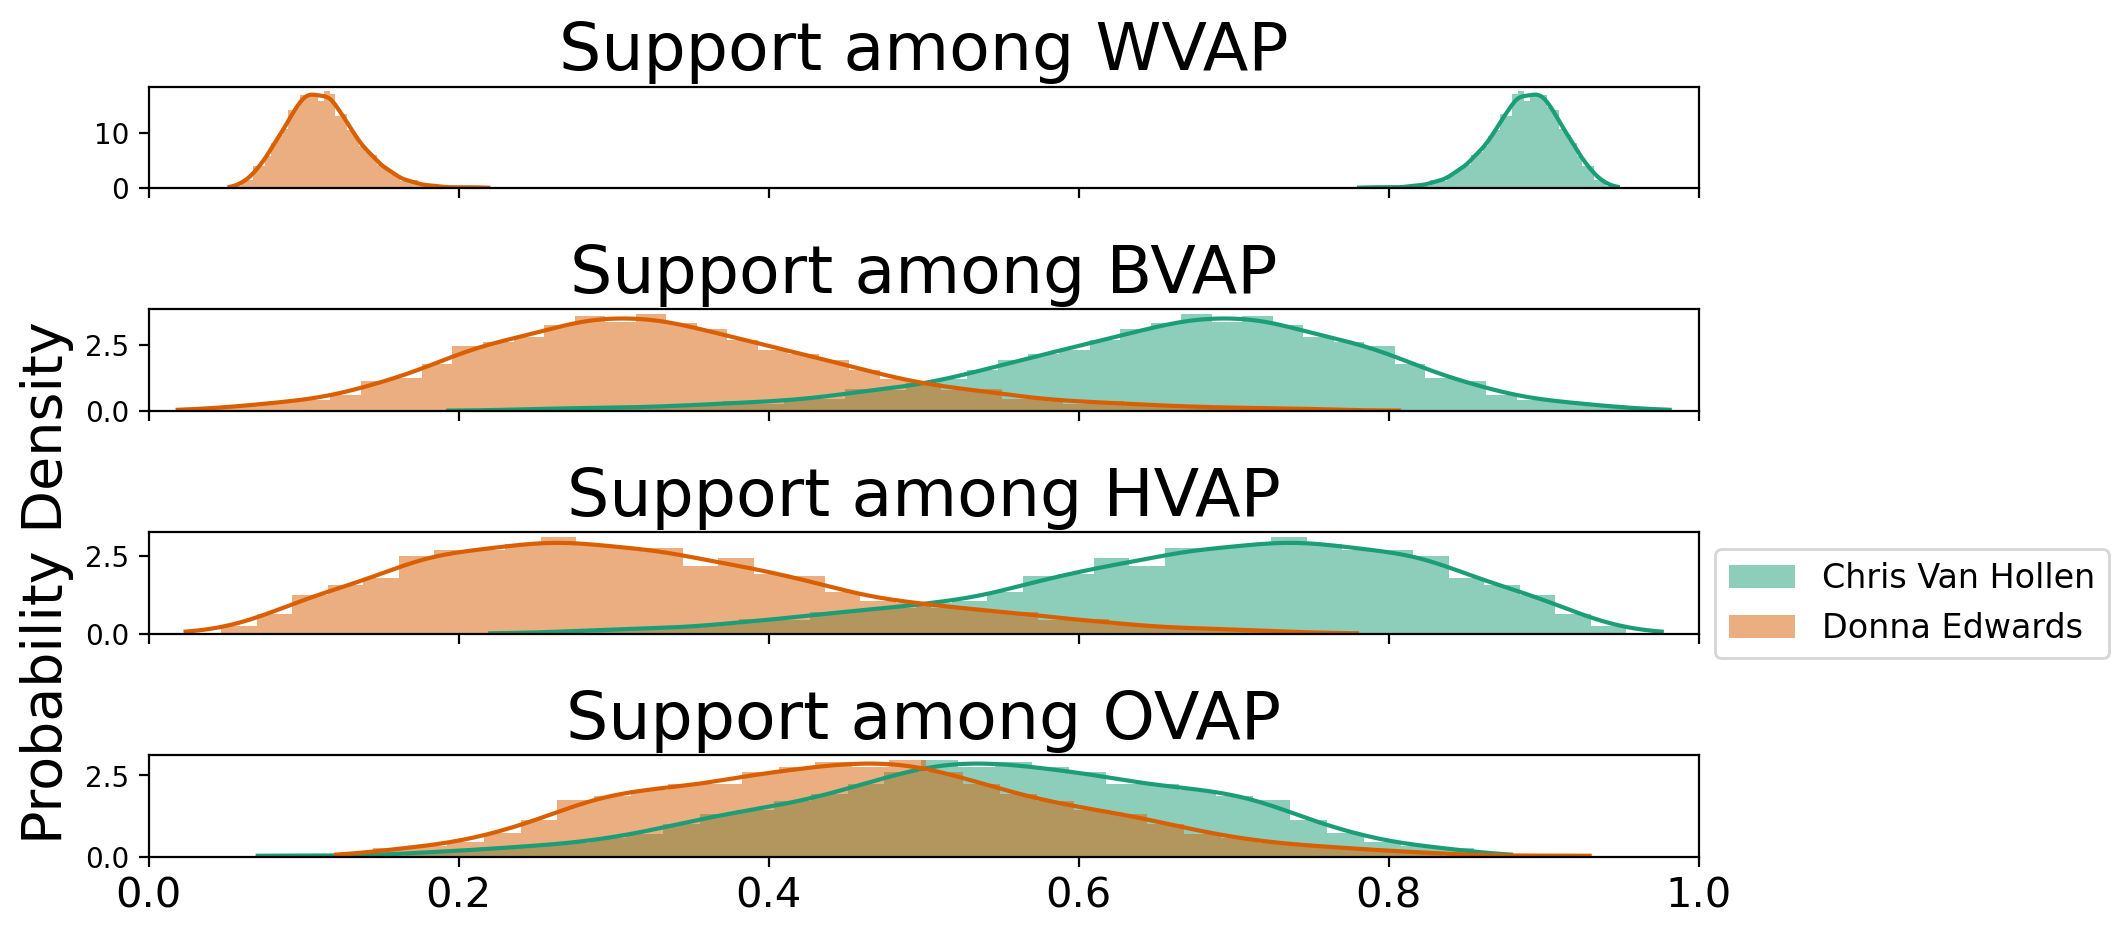 Support among WVAP
10
0
Support among BVAP
2.5
0.0
Support among HVAP
2.5
0.0
Support among OVAP
2.5
0.0
0.0 0.2 0.4 0.6 0.8 1.0
Probability Density
Chris Van Hollen
Donna Edwards